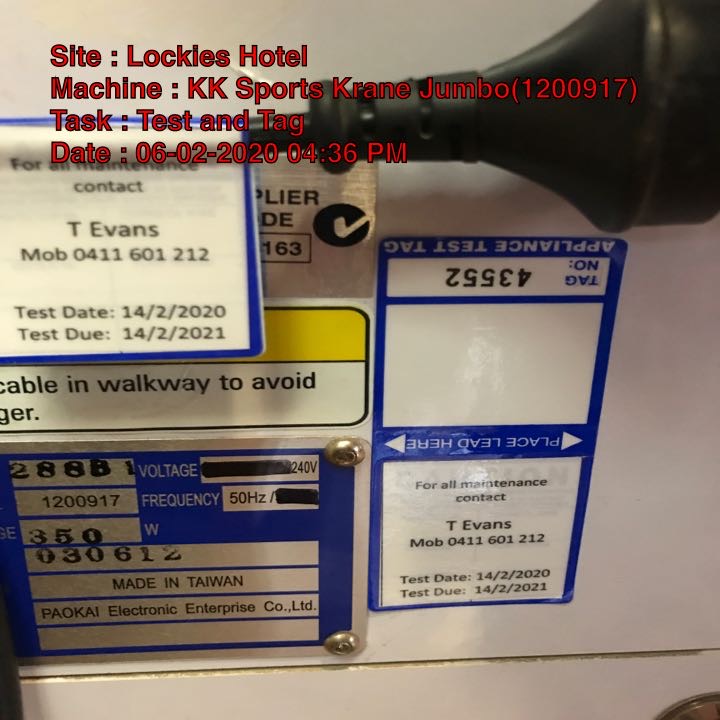 Site : Lockies Hotel
Machine : KK Sports Krane Jumbo(1200917)
Task : Test and Tag
Date : 06-02-2020 04:36 PM
For all maintenance
contact
T Evans
Mob 0411 601 212
Test Date: 14/2/2020
Test Due: 14/2/2021
PLIER
DE
163
cable in walkway to avoid
ger.
APPLIANCE TEST TAG
TAG NO: 43552
PLACE LEAD HERE
For all maintenance
contact
T Evans
Mob 0411 601 212
Test Date: 14/2/2020
Test Due: 14/2/2021
288B1 VOLTAGE 240V
1200917 FREQUENCY 50Hz /
GE 350 W
030612
MADE IN TAIWAN
PAOKAI Electronic Enterprise Co.,Ltd.